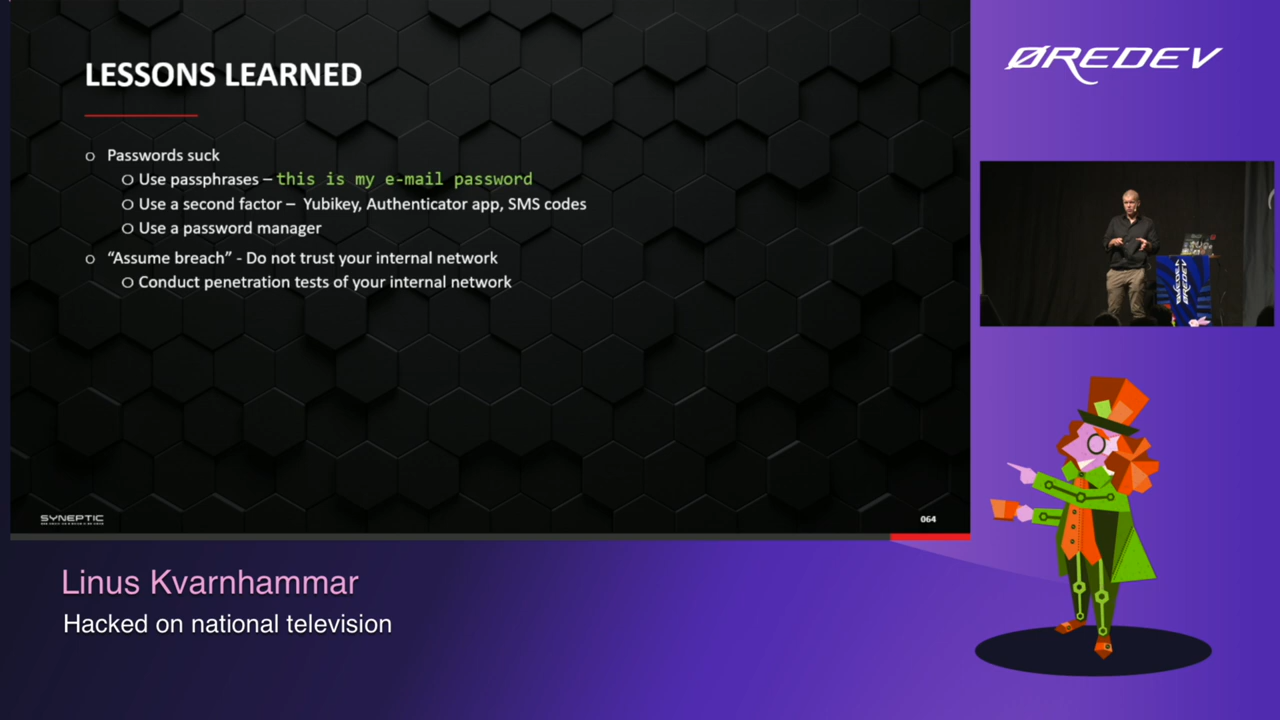 LESSONS LEARNED
o Passwords suck
o Use passphrases – this is my e-mail password
o Use a second factor – Yubikey, Authenticator app, SMS codes
o Use a password manager
o “Assume breach” - Do not trust your internal network
o Conduct penetration tests of your internal network
SYNEPTIC
064
ØREDEV
ØREDEV
Linus Kvarnhammar
Hacked on national television